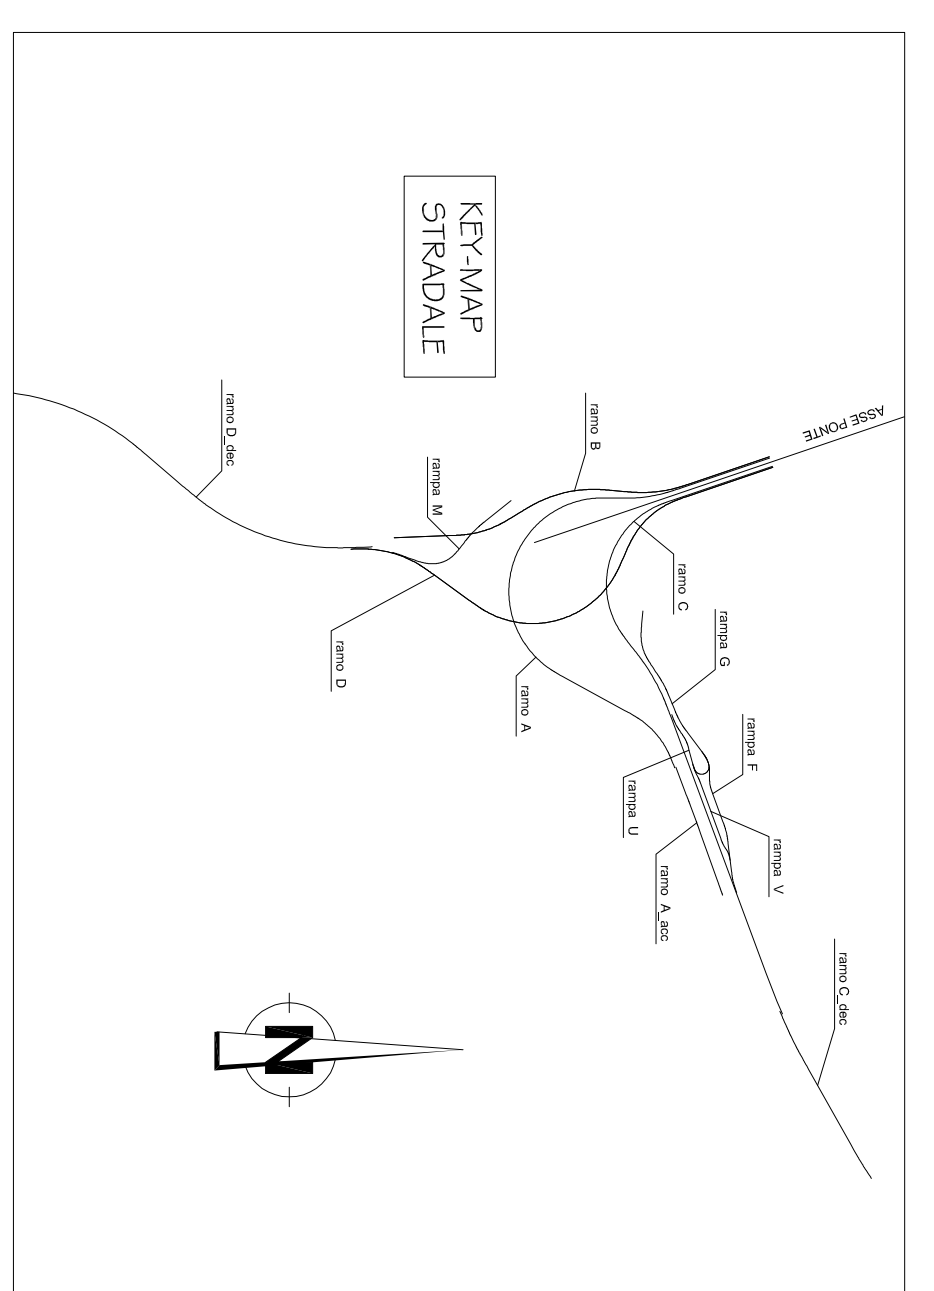 KEY-MAP
STRADALE
ASSE PONTE
ramo D_dec
rampa M
ramo B
ramo C
rampa G
ramo D
ramo A
rampa F
rampa U
rampa V
ramo A_acc
ramo C_dec
N